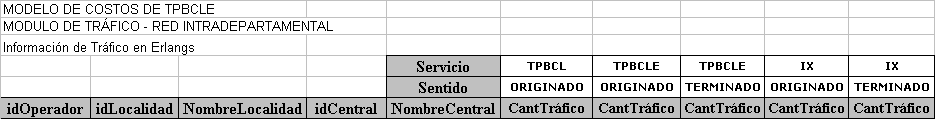 MODELO DE COSTOS DE TPBCLE
MODULO DE TRÁFICO - RED INTRADEPARTAMENTAL
Información de Tráfico en Erlangs
Servicio TPBCL TPBCLE TPBCLE IX IX
Sentido ORIGINADO ORIGINADO TERMINADO ORIGINADO TERMINADO
idOperador idLocalidad NombreLocalidad idCentral NombreCentral CantTráfico CantTráfico CantTráfico CantTráfico CantTráfico